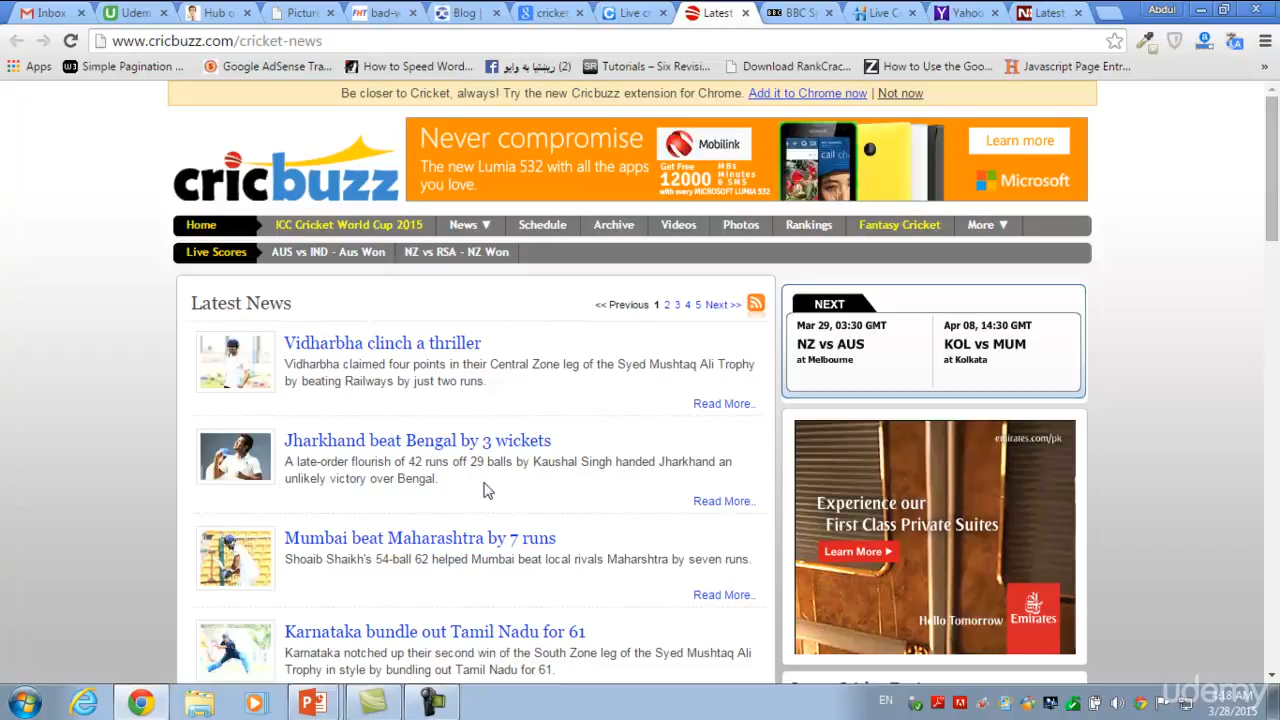 Inbox
Udem
Hub o
Picture
FHT bad-w
Blog |
cricket
Live cr
Latest
BBC Sp
Live C
Yahoo
Latest
Abdul
www.cricbuzz.com/cricket-news
Apps
Simple Pagination ...
Google AdSense Tra...
How to Speed Word...
SR Tutorials – Six Revisi...
Download RankCrac...
How to Use the Goo...
Javascript Page Entr...
»
Be closer to Cricket, always! Try the new Cricbuzz extension for Chrome. Add it to Chrome now | Not now
cricbuzz
Never compromise
The new Lumia 532 with all the apps
you love.
Mobilink
Get Free
12000
MBs
Minutes
& SMS
with every MICROSOFT LUMIA 532
Learn more
Microsoft
Home ICC Cricket World Cup 2015 News ▼ Schedule Archive Videos Photos Rankings Fantasy Cricket More ▼
Live Scores AUS vs IND - Aus Won NZ vs RSA - NZ Won
Latest News
<< Previous 1 2 3 4 5 Next >>
Vidharbha clinch a thriller
Vidharbha claimed four points in their Central Zone leg of the Syed Mushtaq Ali Trophy
by beating Railways by just two runs.
Read More..
Jharkhand beat Bengal by 3 wickets
A late-order flourish of 42 runs off 29 balls by Kaushal Singh handed Jharkhand an
unlikely victory over Bengal.
Read More..
Mumbai beat Maharashtra by 7 runs
Shoaib Shaikh's 54-ball 62 helped Mumbai beat local rivals Maharshtra by seven runs.
Read More..
Karnataka bundle out Tamil Nadu for 61
Karnataka notched up their second win of the South Zone leg of the Syed Mushtaq Ali
Trophy in style by bundling out Tamil Nadu for 61.
NEXT
Mar 29, 03:30 GMT
NZ vs AUS
at Melbourne
Apr 08, 14:30 GMT
KOL vs MUM
at Kolkata
emirates.com/pk
Experience our
First Class Private Suites
Learn More
Hello Tomorrow
Emirates
EN
3/28/2015
udemy